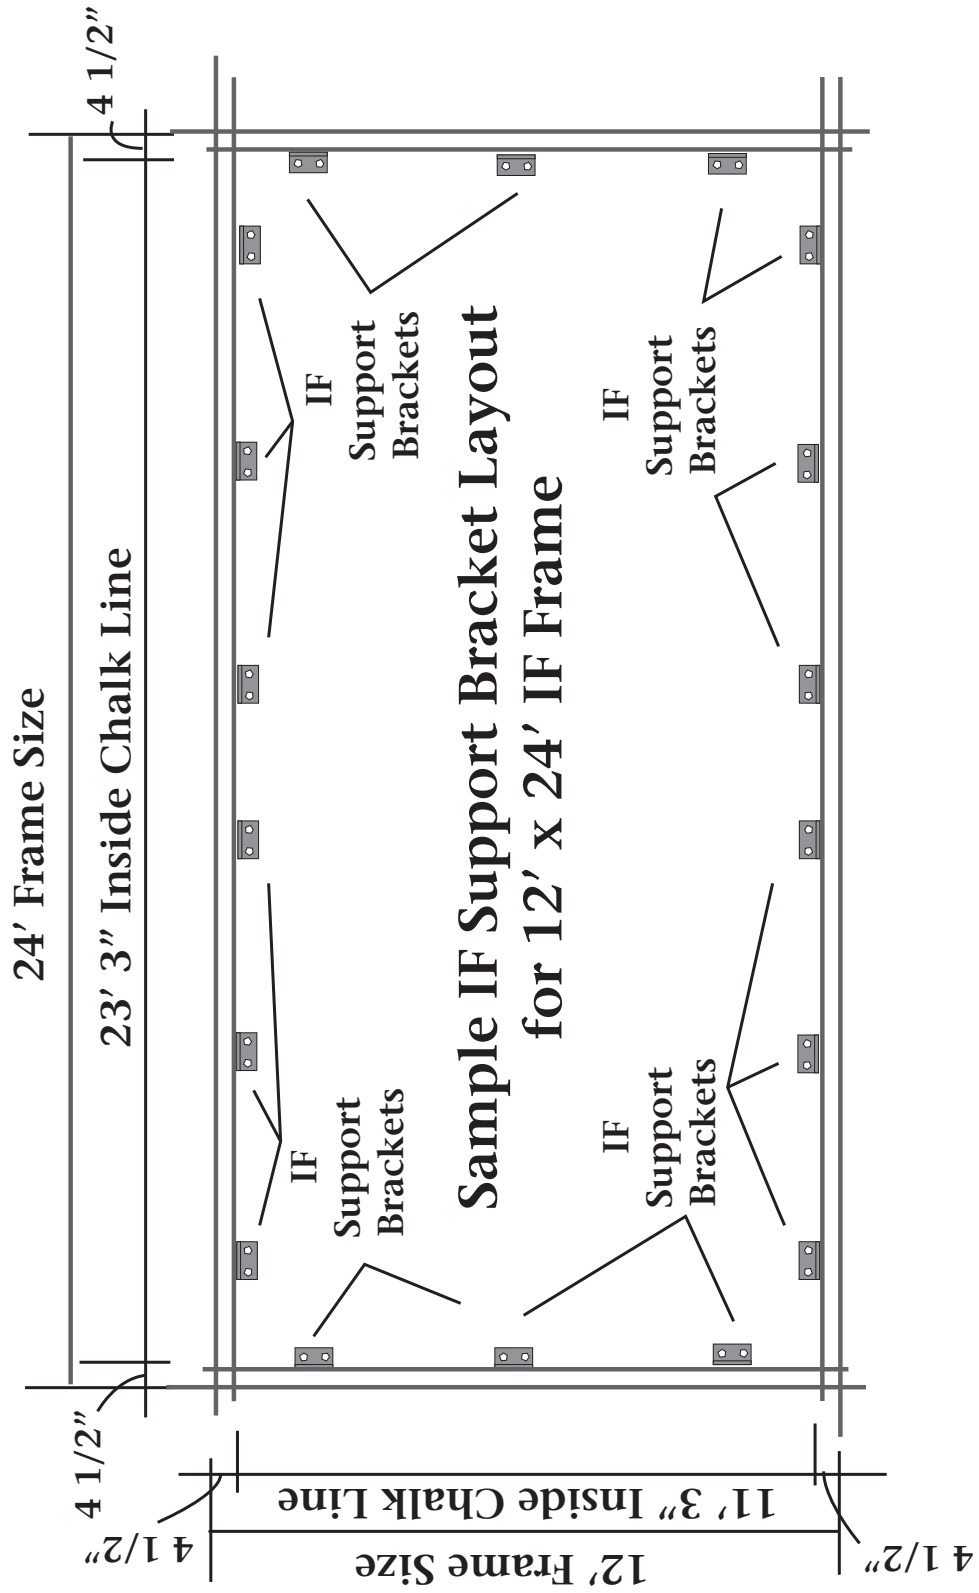 24′ Frame Size
23′ 3″ Inside Chalk Line
4 1/2″
4 1/2″
IF
Support
Brackets
IF
Support
Brackets
Sample IF Support Bracket Layout
for 12′ x 24′ IF Frame
IF
Support
Brackets
IF
Support
Brackets
4 1/2″
11′ 3″ Inside Chalk Line
12′ Frame Size
4 1/2″